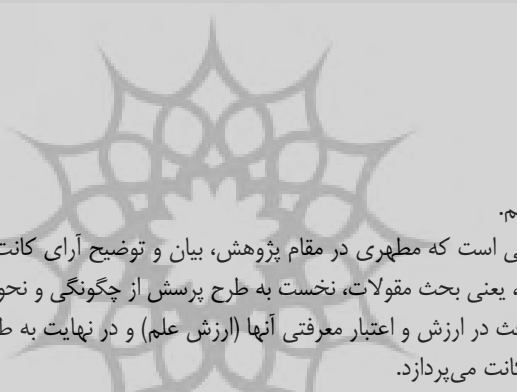 م.
ی است که مطهری در مقام پژوهش، بیان و توضیح آرای کانت
، یعنی بحث مقولات، نخست به طرح پرسش از چگونگی و نحو
ث در ارزش و اعتبار معرفتی آنها (ارزش علم) و در نهایت به ط
کانت می‌پردازد.